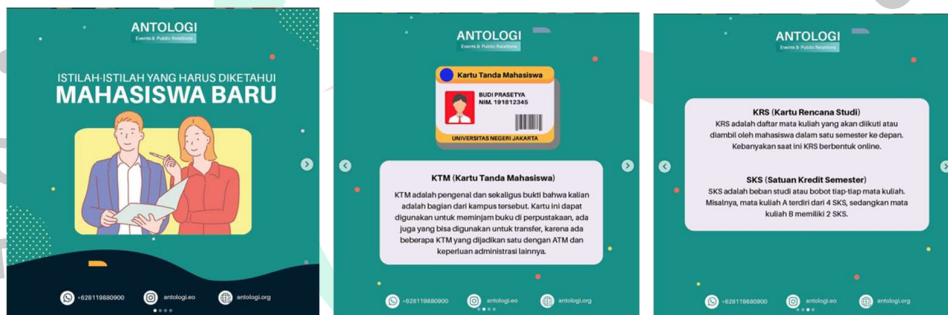 ANTOLOGI
Events & Public Relations
ISTILAH-ISTILAH YANG HARUS DIKETAHUI
MAHASISWA BARU
+628119880900
antologi.eo
antologi.org
ANTOLOGI
Events & Public Relations
Kartu Tanda Mahasiswa
BUDI PRASETYA
NIM. 191812345
UNIVERSITAS NEGERI JAKARTA
KTM (Kartu Tanda Mahasiswa)
KTM adalah pengenal dan sekaligus bukti bahwa kalian
adalah bagian dari kampus tersebut. Kartu ini dapat
digunakan untuk meminjam buku di perpustakaan, ada
juga yang bisa digunakan untuk transfer, karena ada
beberapa KTM yang dijadikan satu dengan ATM dan
keperluan administrasi lainnya.
+628119880900
antologi.eo
antologi.org
ANTOLOGI
Events & Public Relations
KRS (Kartu Rencana Studi)
KRS adalah daftar mata kuliah yang akan diikuti atau
diambil oleh mahasiswa dalam satu semester ke depan.
Kebanyakan saat ini KRS berbentuk online.
SKS (Satuan Kredit Semester)
SKS adalah beban studi atau bobot tiap-tiap mata kuliah.
Misalnya, mata kuliah A terdiri dari 4 SKS, sedangkan mata
kuliah B memiliki 2 SKS.
+628119880900
antologi.eo
antologi.org